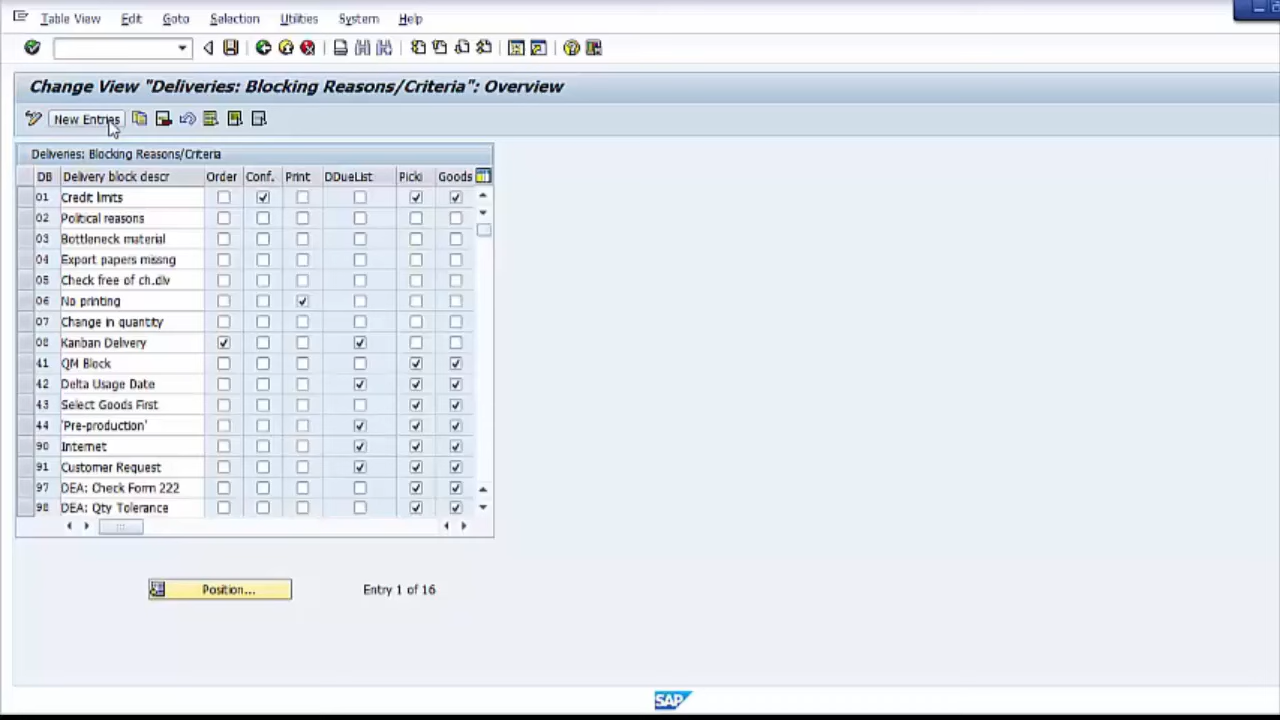 Table View Edit Goto Selection Utilities System Help
Change View "Deliveries: Blocking Reasons/Criteria": Overview
New Entries
Deliveries: Blocking Reasons/Criteria
DB Delivery block descr Order Conf. Print DDueList Picki Goods
01 Credit limits
02 Political reasons
03 Bottleneck material
04 Export papers missng
05 Check free of ch.dlv
06 No printing
07 Change in quantity
08 Kanban Delivery
41 QM Block
42 Delta Usage Date
43 Select Goods First
44 'Pre-production'
90 Internet
91 Customer Request
97 DEA: Check Form 222
98 DEA: Qty Tolerance
Position... Entry 1 of 16
SAP